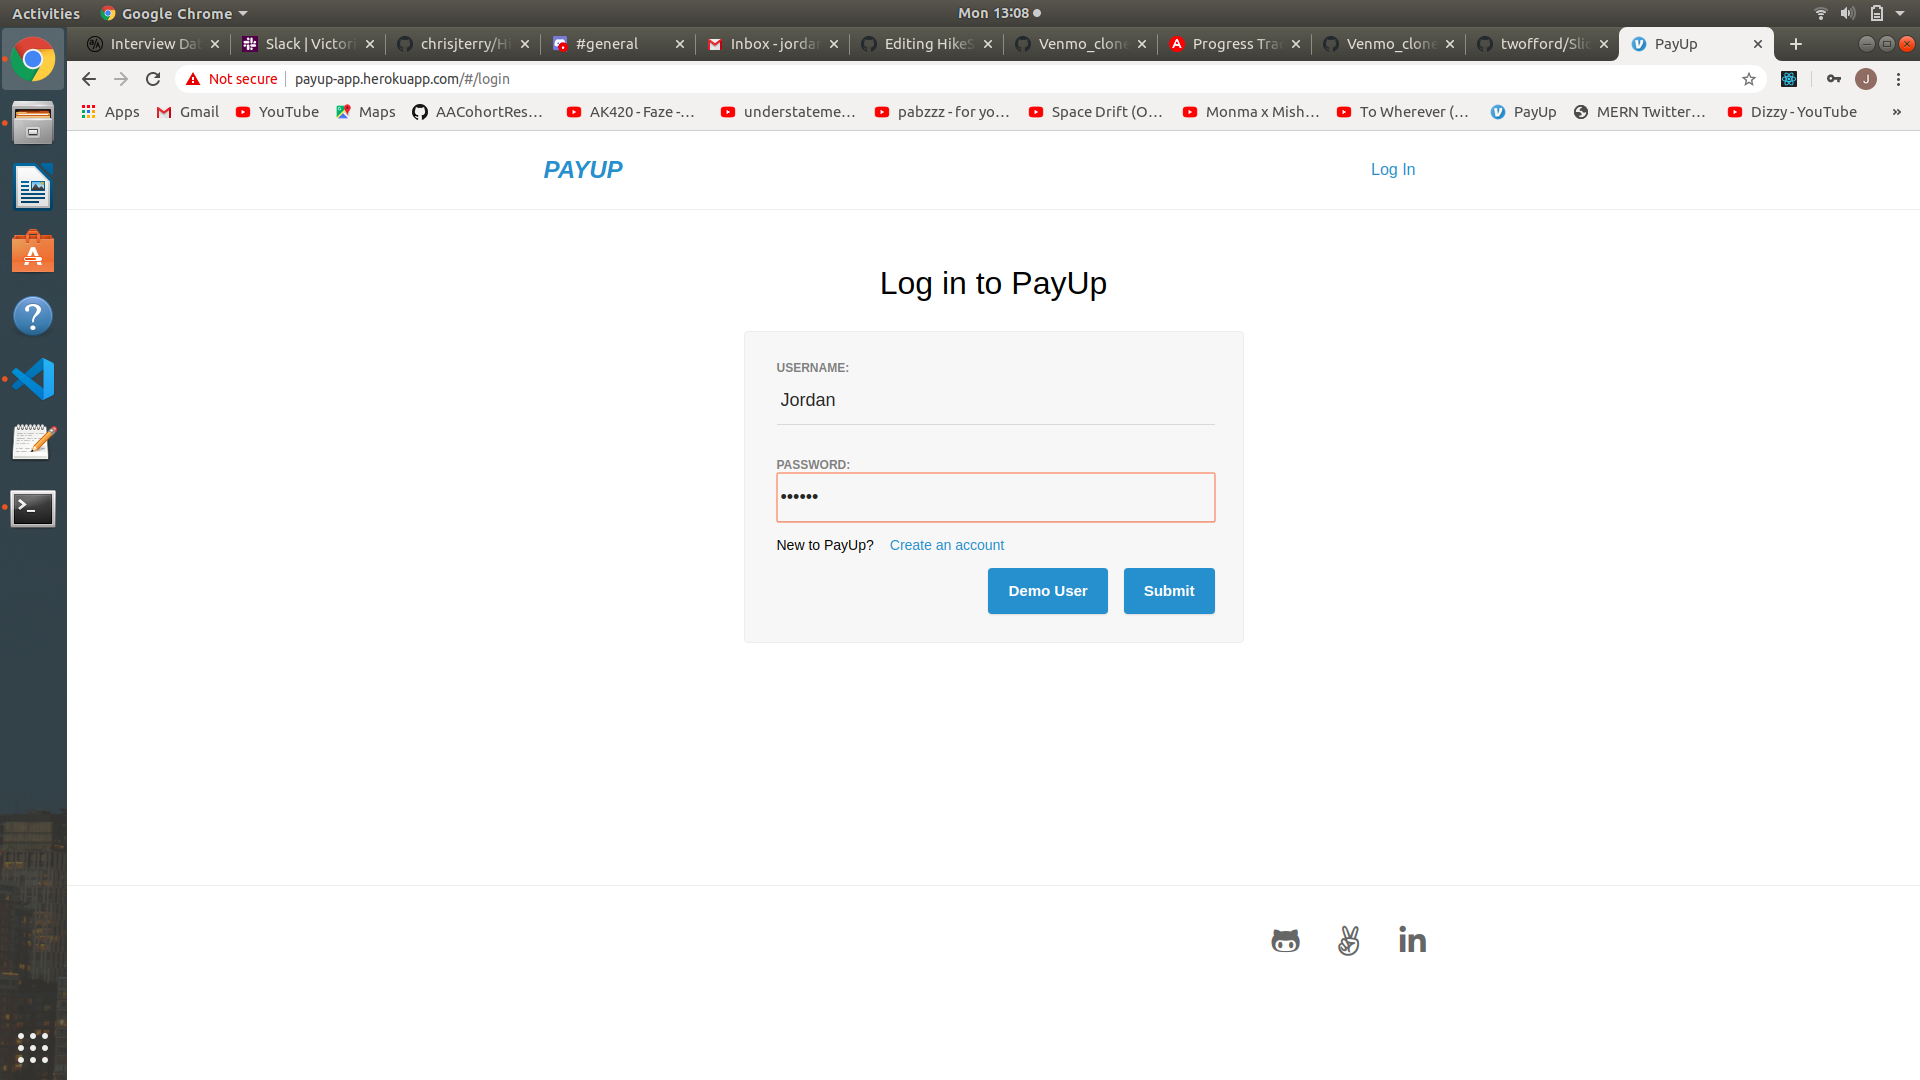 Activities Google Chrome Mon 13:08
Interview Dat Slack | Victori chrisjterry/Hi #general Inbox - jordan Editing HikeS Venmo_clone Progress Trac Venmo_clone twofford/Slic PayUp
Not secure payup-app.herokuapp.com/#/login J
Apps Gmail YouTube Maps AACohortRes… AK420 - Faze -… understateme… pabzzz - for yo… Space Drift (O… Monma x Mish… To Wherever (… PayUp MERN Twitter… Dizzy - YouTube »
PAYUP Log In
Log in to PayUp
USERNAME:
Jordan
PASSWORD:
••••••
New to PayUp? Create an account
Demo User Submit
in